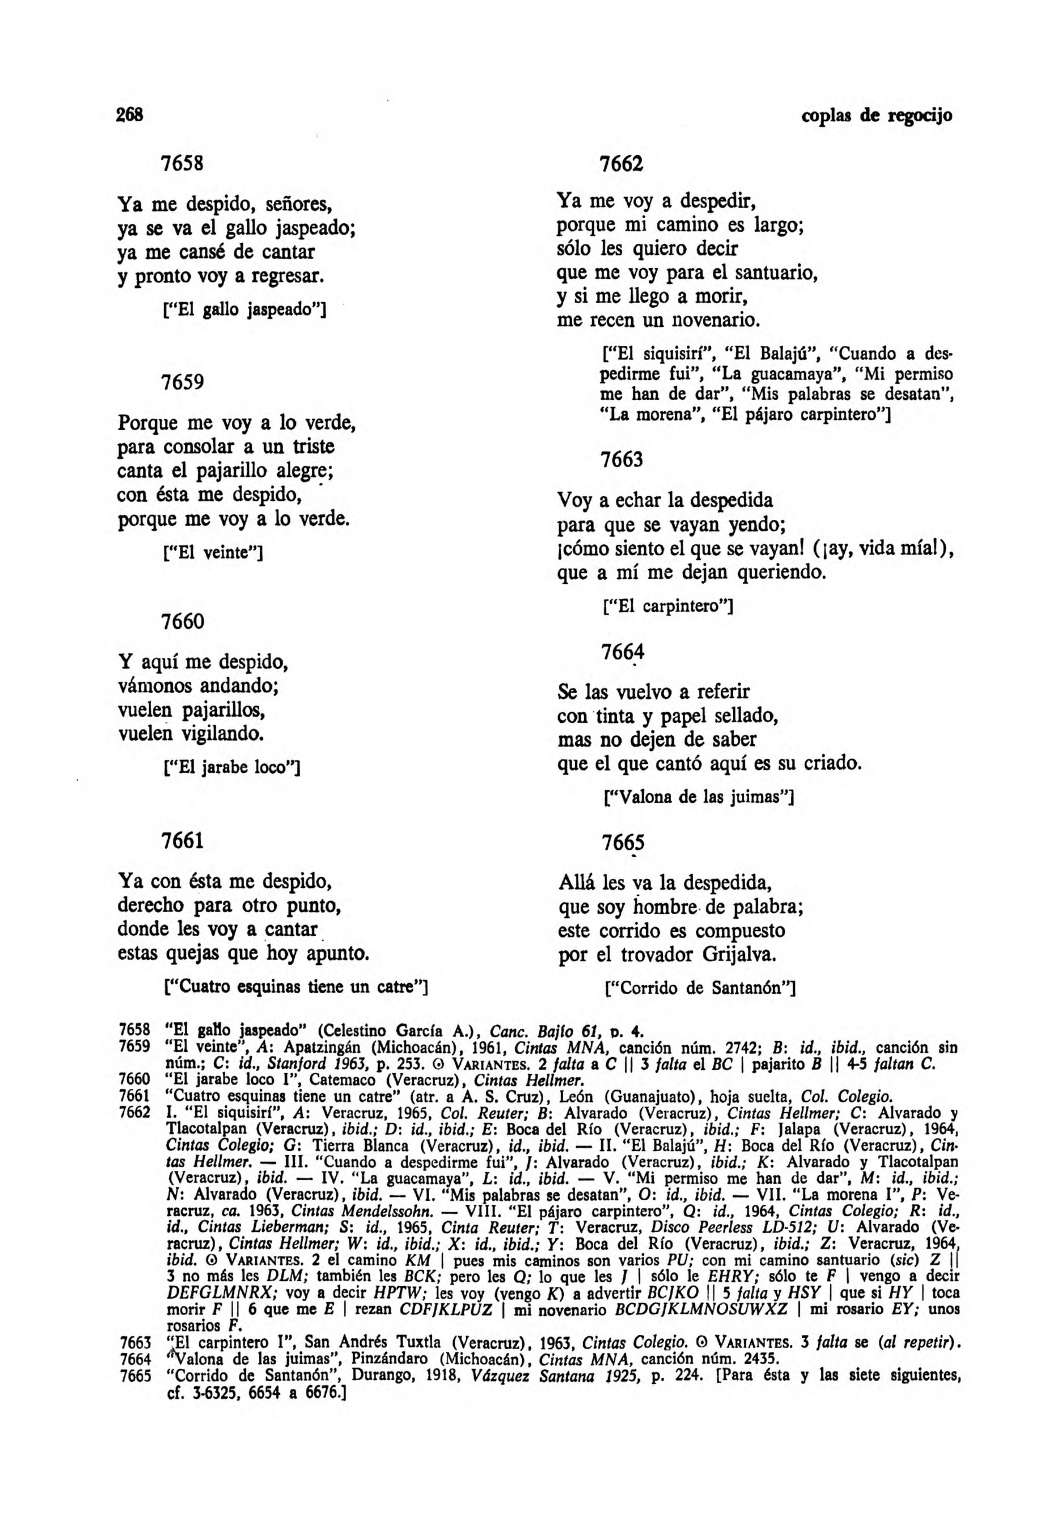 268 coplas de regocijo
7658
Ya me despido, señores,
ya se va el gallo jaspeado;
ya me cansé de cantar
y pronto voy a regresar.
["El gallo jaspeado"]
7659
Porque me voy a lo verde,
para consolar a un triste
canta el pajarillo alegre;
con ésta me despido,
porque me voy a lo verde.
["El veinte"]
7660
Y aquí me despido,
vámonos andando;
vuelen pajarillos,
vuelen vigilando.
["El jarabe loco"]
7661
Ya con ésta me despido,
derecho para otro punto,
donde les voy a cantar
estas quejas que hoy apunto.
["Cuatro esquinas tiene un catre"]
7662
Ya me voy a despedir,
porque mi camino es largo;
sólo les quiero decir
que me voy para el santuario,
y si me llego a morir,
me recen un novenario.
["El siquisirí", "El Balajú", "Cuando a des-
pedirme fui", "La guacamaya", "Mi permiso
me han de dar", "Mis palabras se desatan",
"La morena", "El pájaro carpintero"]
7663
Voy a echar la despedida
para que se vayan yendo;
¡cómo siento el que se vayan! (¡ay, vida mía!),
que a mí me dejan queriendo.
["El carpintero"]
7664
Se las vuelvo a referir
con tinta y papel sellado,
mas no dejen de saber
que el que cantó aquí es su criado.
["Valona de las juimas"]
7665
Allá les va la despedida,
que soy hombre de palabra;
este corrido es compuesto
por el trovador Grijalva.
["Corrido de Santanón"]
7658 "El gallo jaspeado" (Celestino García A.), Canc. Bajío 61, p. 4.
7659 "El veinte", A: Apatzingán (Michoacán), 1961, Cintas MNA, canción núm. 2742; B: id., ibid., canción sin
núm.; C: id., Stanford 1963, p. 253. ⊙ VARIANTES. 2 falta a C || 3 falta el BC | pajarito B || 4-5 faltan C.
7660 "El jarabe loco I", Catemaco (Veracruz), Cintas Hellmer.
7661 "Cuatro esquinas tiene un catre" (atr. a A. S. Cruz), León (Guanajuato), hoja suelta, Col. Colegio.
7662 I. "El siquisirí", A: Veracruz, 1965, Col. Reuter; B: Alvarado (Veracruz), Cintas Hellmer; C: Alvarado y
Tlacotalpan (Veracruz), ibid.; D: id., ibid.; E: Boca del Río (Veracruz), ibid.; F: Jalapa (Veracruz), 1964,
Cintas Colegio; G: Tierra Blanca (Veracruz), id., ibid. — II. "El Balajú", H: Boca del Río (Veracruz), Cin-
tas Hellmer. — III. "Cuando a despedirme fui", J: Alvarado (Veracruz), ibid.; K: Alvarado y Tlacotalpan
(Veracruz), ibid. — IV. "La guacamaya", L: id., ibid. — V. "Mi permiso me han de dar", M: id., ibid.;
N: Alvarado (Veracruz), ibid. — VI. "Mis palabras se desatan", O: id., ibid. — VII. "La morena I", P: Ve-
racruz, ca. 1963, Cintas Mendelssohn. — VIII. "El pájaro carpintero", Q: id., 1964, Cintas Colegio; R: id.,
id., Cintas Lieberman; S: id., 1965, Cinta Reuter; T: Veracruz, Disco Peerless LD-512; U: Alvarado (Ve-
racruz), Cintas Hellmer; W: id., ibid.; X: id., ibid.; Y: Boca del Río (Veracruz), ibid.; Z: Veracruz, 1964,
ibid. ⊙ VARIANTES. 2 el camino KM | pues mis caminos son varios PU; con mi camino santuario (sic) Z ||
3 no más les DLM; también les BCK; pero les Q; lo que les J | sólo le EHRY; sólo te F | vengo a decir
DEFGLMNRX; voy a decir HPTW; les voy (vengo K) a advertir BCJKO || 5 falta y HSY | que si HY | toca
morir F || 6 que me E | rezan CDFJKLPUZ | mi novenario BCDGJKLMNOSUWXZ | mi rosario EY; unos
rosarios F.
7663 "El carpintero I", San Andrés Tuxtla (Veracruz), 1963, Cintas Colegio. ⊙ VARIANTES. 3 falta se (al repetir).
7664 "Valona de las juimas", Pinzándaro (Michoacán), Cintas MNA, canción núm. 2435.
7665 "Corrido de Santanón", Durango, 1918, Vázquez Santana 1925, p. 224. [Para ésta y las siete siguientes,
cf. 3-6325, 6654 a 6676.]